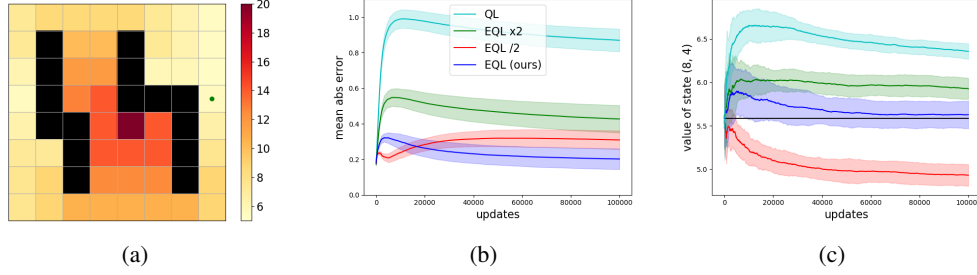 20
18
16
14
12
10
8
6
(a)
mean abs error
1.0
0.8
0.6
0.4
0.2
0.0
QL
EQL x2
EQL /2
EQL (ours)
0 20000 40000 60000 80000 100000
updates
(b)
value of state (8, 4)
6.5
6.0
5.5
5.0
0 20000 40000 60000 80000 10000
updates
(c)